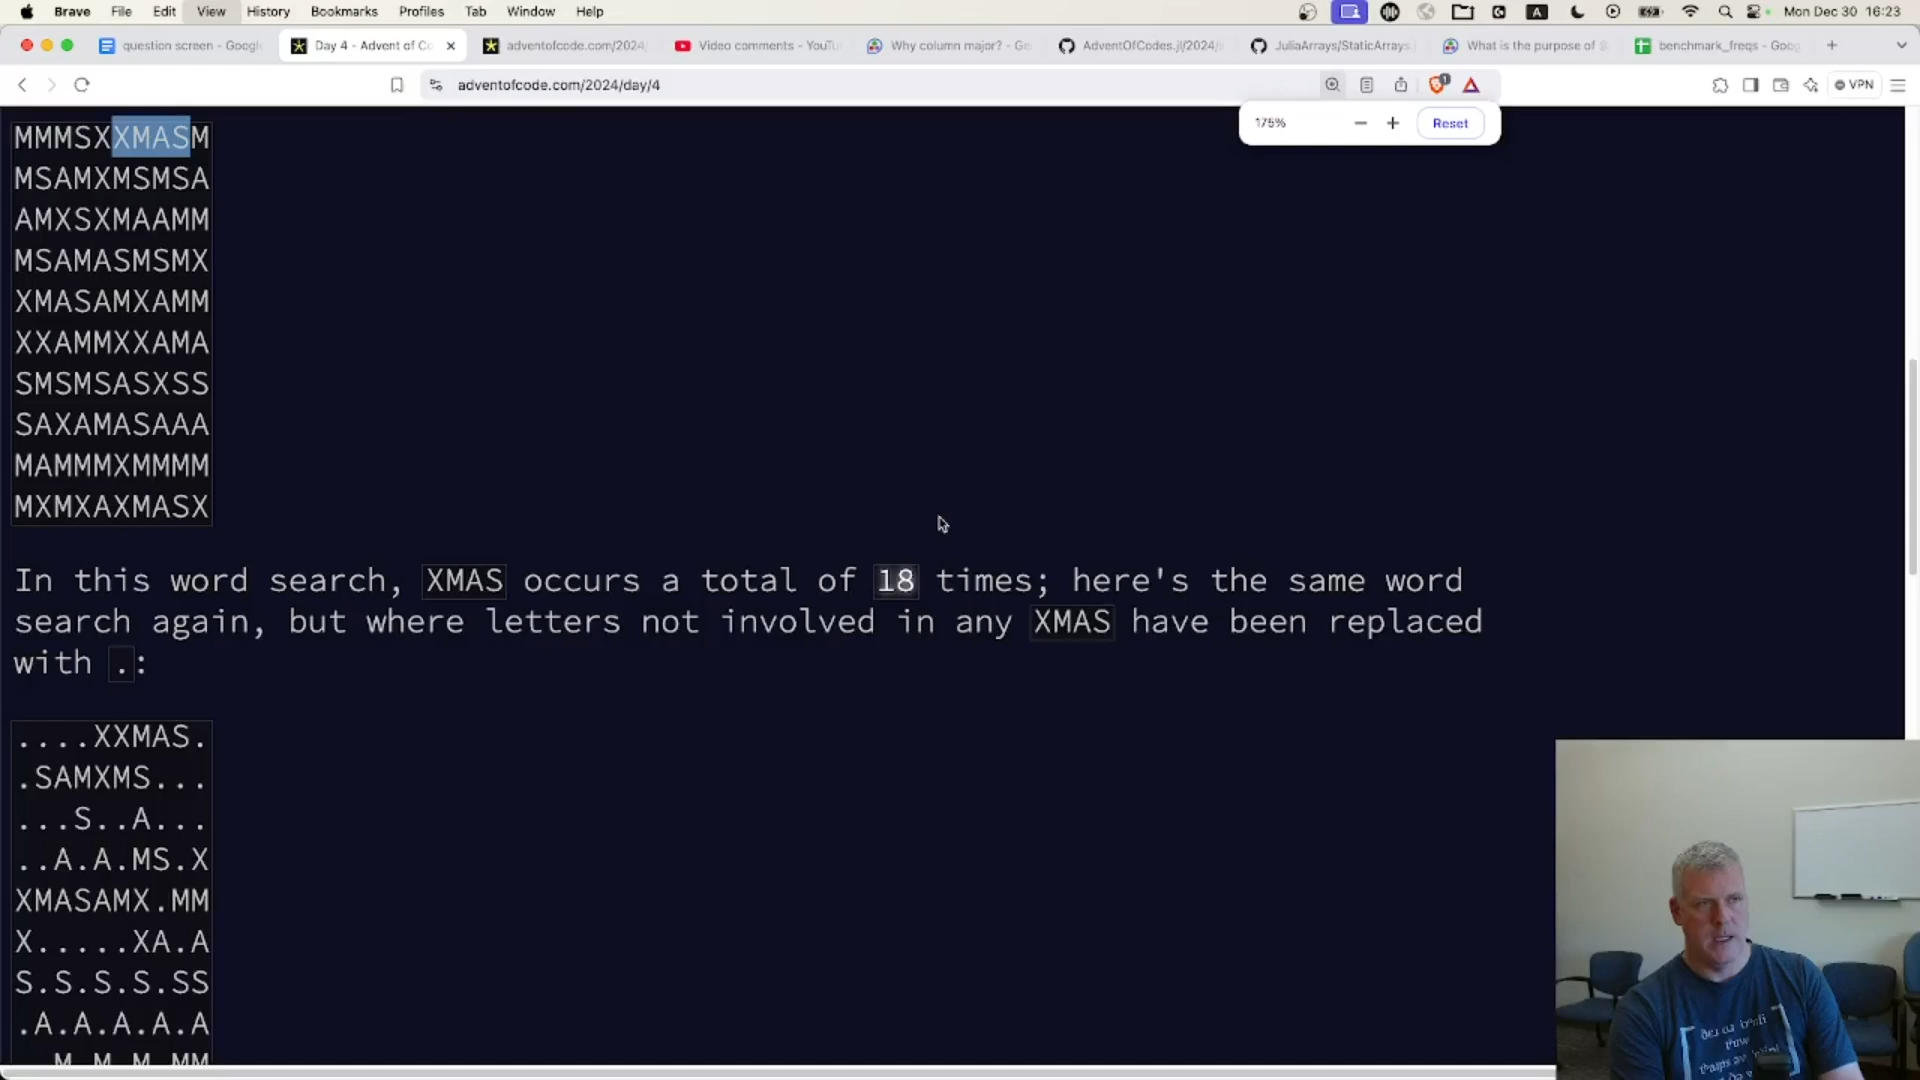 Brave File Edit View History Bookmarks Profiles Tab Window Help A Mon Dec 30 16:23
question screen - Google Day 4 - Advent of Co × adventofcode.com/2024/ Video comments - YouTu Why column major? - Ge AdventOfCodes.jl/2024/ JuliaArrays/StaticArrays. What is the purpose of benchmark_freqs - Goog +
adventofcode.com/2024/day/4 1 VPN
175% − + Reset
MMMSXXMASM
MSAMXMSMSA
AMXSXMAAMM
MSAMASMSMX
XMASAMXAMM
XXAMMXXAMA
SMSMSASXSS
SAXAMASAAA
MAMMMXMMMM
MXMXAXMASX
In this word search, XMAS occurs a total of 18 times; here's the same word
search again, but where letters not involved in any XMAS have been replaced
with .:
....XXMAS.
.SAMXMS...
...S..A...
..A.A.MS.X
XMASAMX.MM
X.....XA.A
S.S.S.S.SS
.A.A.A.A.A
..M.M.M.MM